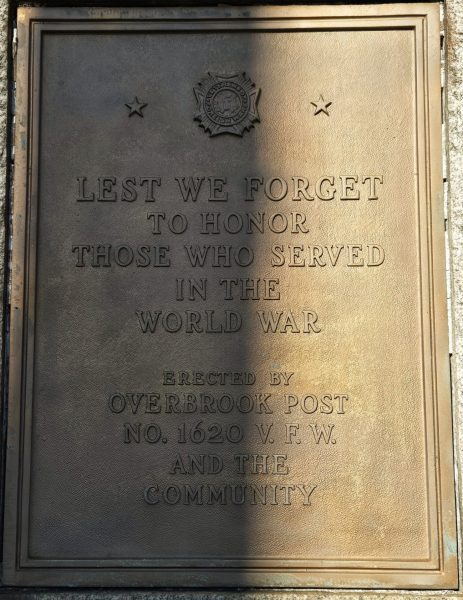 LEST WE FORGET
TO HONOR
THOSE WHO SERVED
IN THE
WORLD WAR
ERECTED BY
OVERBROOK POST
NO. 1620 V. F. W.
AND THE
COMMUNITY